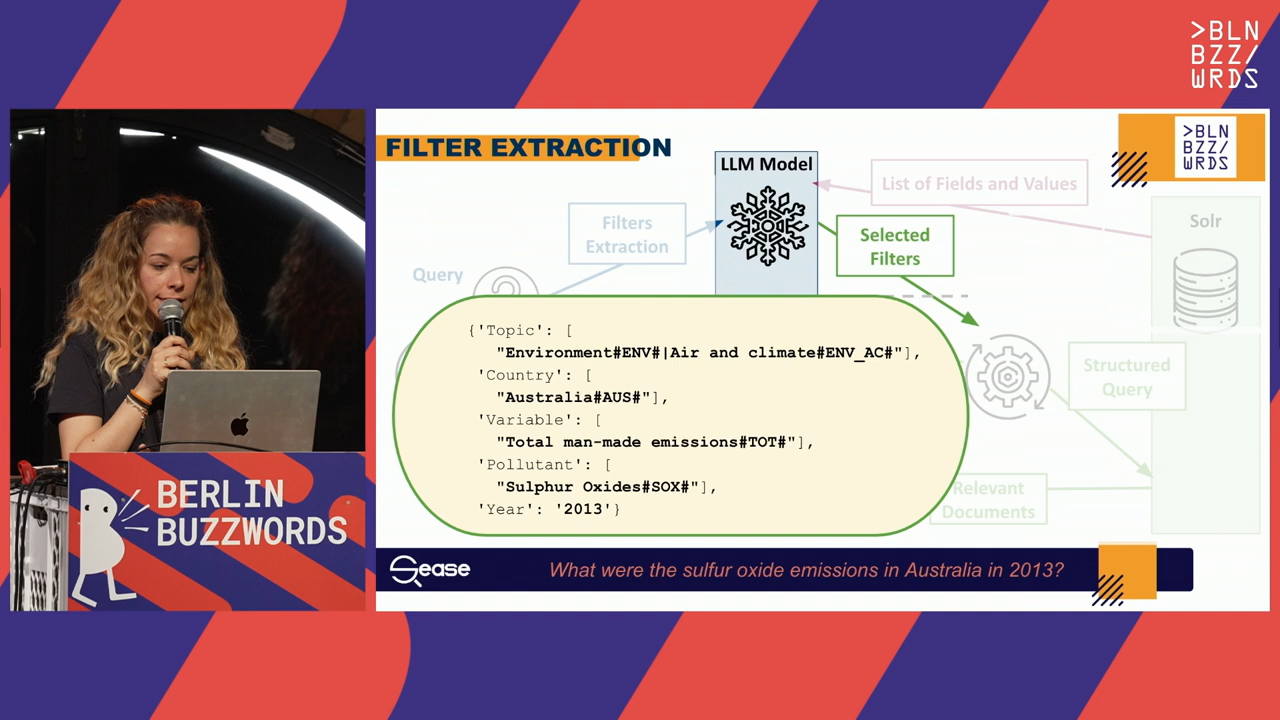 >BLN
BZZ/
WRDS
FILTER EXTRACTION
LLM Model
List of Fields and Values
>BLN
BZZ/
WRDS
Filters
Extraction
Selected
Filters
Solr
Query
{'Topic': [
"Environment#ENV#|Air and climate#ENV_AC#"],
'Country': [
"Australia#AUS#"],
'Variable': [
"Total man-made emissions#TOT#"],
'Pollutant': [
"Sulphur Oxides#SOX#"],
'Year': '2013'}
Structured
Query
Relevant
Documents
BERLIN
BUZZWORDS
Sease
What were the sulfur oxide emissions in Australia in 2013?